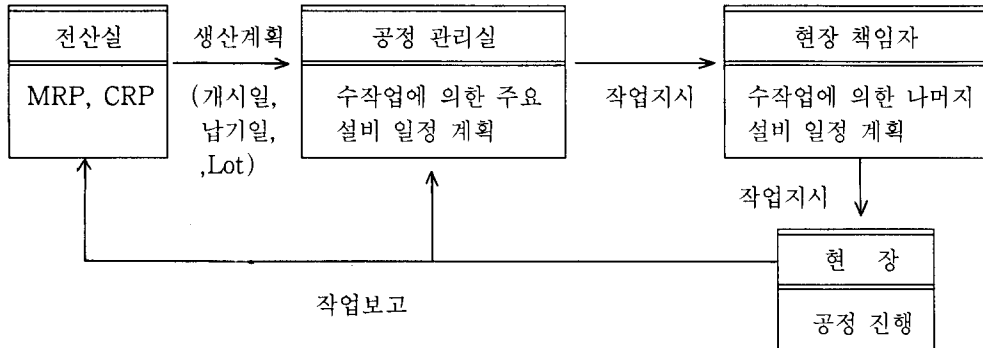 전산실
MRP, CRP
생산계획
(개시일,
납기일,
,Lot)
공정 관리실
수작업에 의한 주요
설비 일정 계획
작업지시
현장 책임자
수작업에 의한 나머지
설비 일정 계획
작업지시
현 장
공정 진행
작업보고